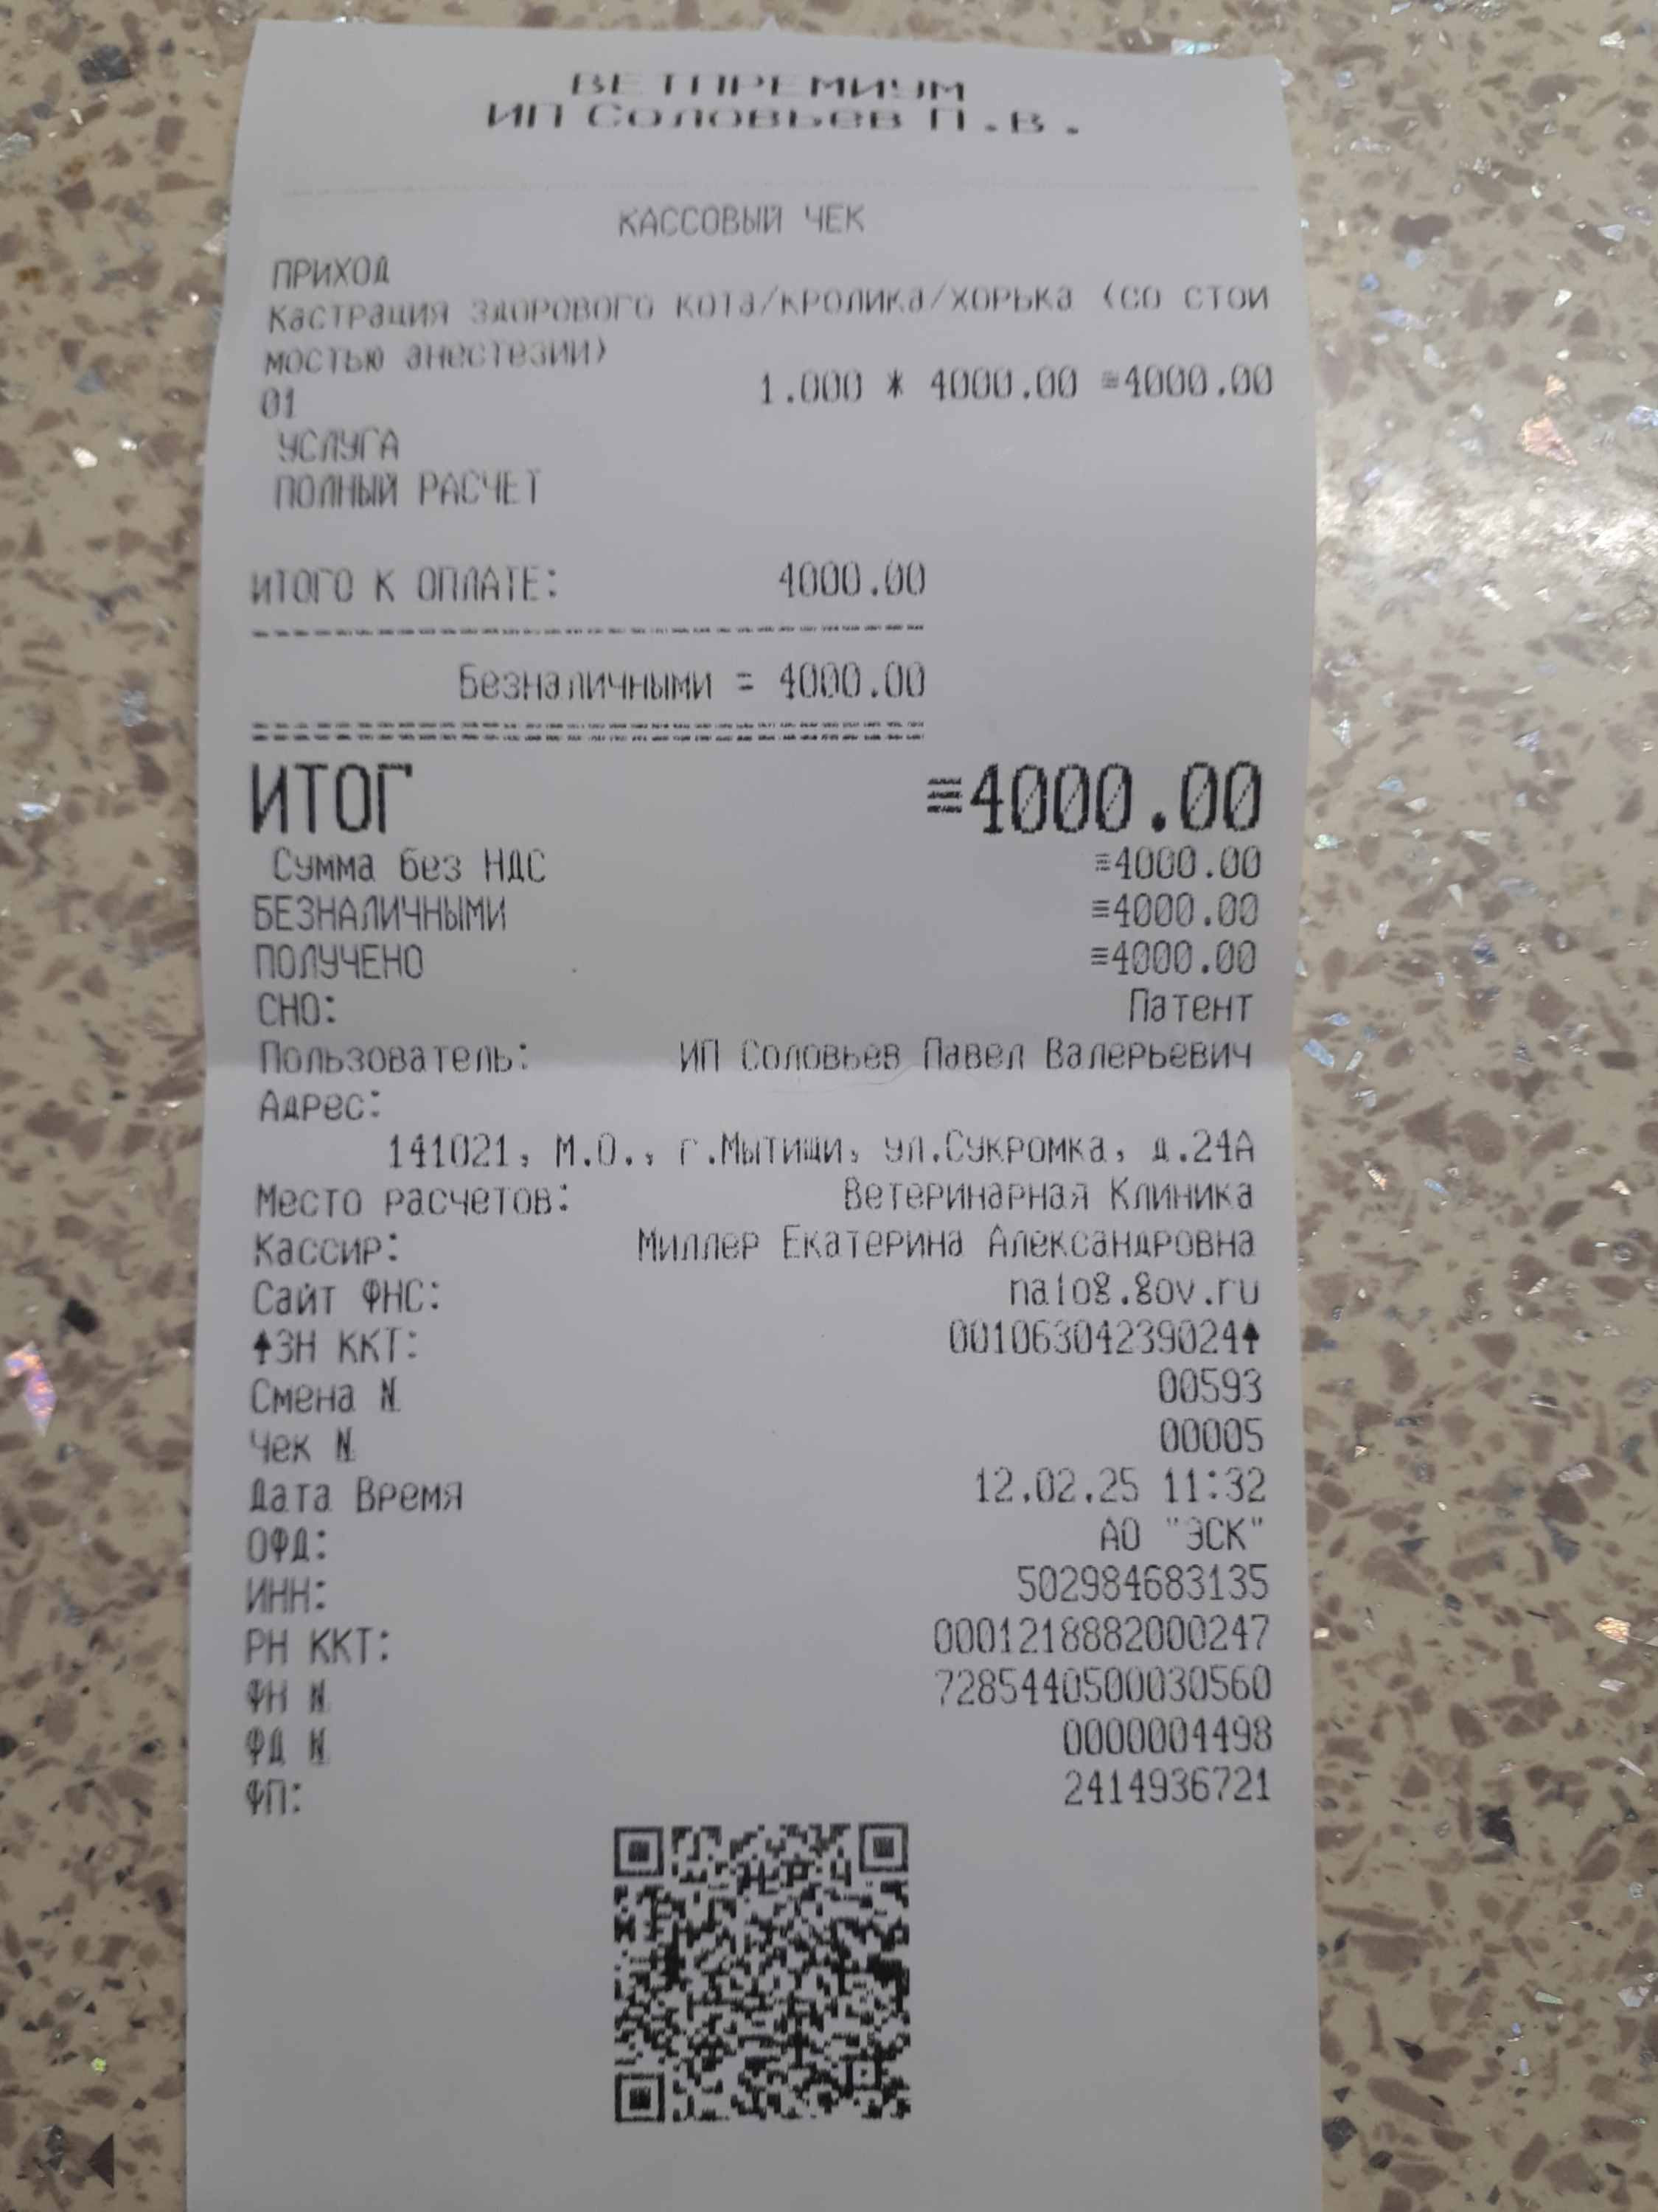 ВЕТПРЕМИУМ
ИП Соловьев П.В.
КАССОВЫЙ ЧЕК
ПРИХОД
Кастрация здорового кота/кролика/хорька (со стои
мостью анестезии)
01 1.000 * 4000.00 ≡4000.00
УСЛУГА
ПОЛНЫЙ РАСЧЕТ
ИТОГО К ОПЛАТЕ: 4000.00
Безналичными = 4000.00
ИТОГ ≡4000.00
Сумма без НДС ≡4000.00
БЕЗНАЛИЧНЫМИ ≡4000.00
ПОЛУЧЕНО ≡4000.00
СНО: Патент
Пользователь: ИП Соловьев Павел Валерьевич
Адрес:
141021, М.О., г.Мытищи, ул.Сукромка, д.24А
Место расчетов: Ветеринарная Клиника
Кассир: Миллер Екатерина Александровна
Сайт ФНС: nalog.gov.ru
↑ЗН ККТ: 00106304239024↑
Смена № 00593
Чек № 00005
Дата Время 12.02.25 11:32
ОФД: АО "ЭСК"
ИНН: 502984683135
РН ККТ: 0001218882000247
ФН № 7285440500030560
ФД № 0000004498
ФП: 2414936721